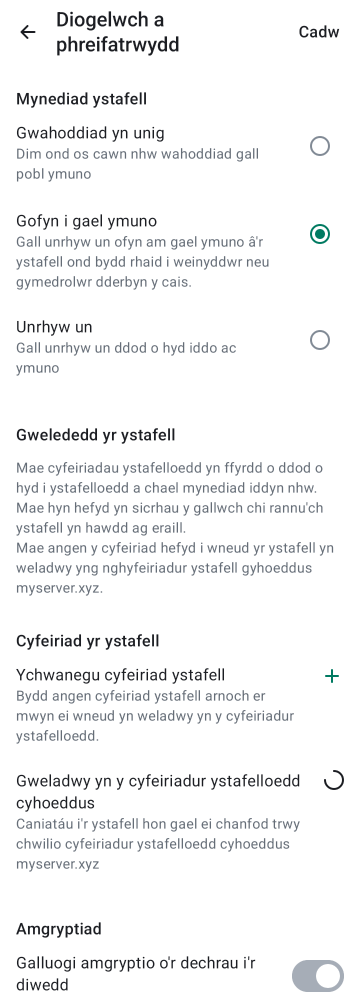 Diogelwch a
phreifatrwydd
Cadw
Mynediad ystafell
Gwahoddiad yn unig
Dim ond os cawn nhw wahoddiad gall
pobl ymuno
Gofyn i gael ymuno
Gall unrhyw un ofyn am gael ymuno â'r
ystafell ond bydd rhaid i weinyddwr neu
gymedrolwr dderbyn y cais.
Unrhyw un
Gall unrhyw un ddod o hyd iddo ac
ymuno
Gwelededd yr ystafell
Mae cyfeiriadau ystafelloedd yn ffyrdd o ddod o
hyd i ystafelloedd a chael mynediad iddyn nhw.
Mae hyn hefyd yn sicrhau y gallwch chi rannu'ch
ystafell yn hawdd ag eraill.
Mae angen y cyfeiriad hefyd i wneud yr ystafell yn
weladwy yng nghyfeiriadur ystafell gyhoeddus
myserver.xyz.
Cyfeiriad yr ystafell
Ychwanegu cyfeiriad ystafell
Bydd angen cyfeiriad ystafell arnoch er
mwyn ei wneud yn weladwy yn y cyfeiriadur
ystafelloedd.
Gweladwy yn y cyfeiriadur ystafelloedd
cyhoeddus
Caniatáu i'r ystafell hon gael ei chanfod trwy
chwilio cyfeiriadur ystafelloedd cyhoeddus
myserver.xyz
Amgryptiad
Galluogi amgryptio o'r dechrau i'r
diwedd